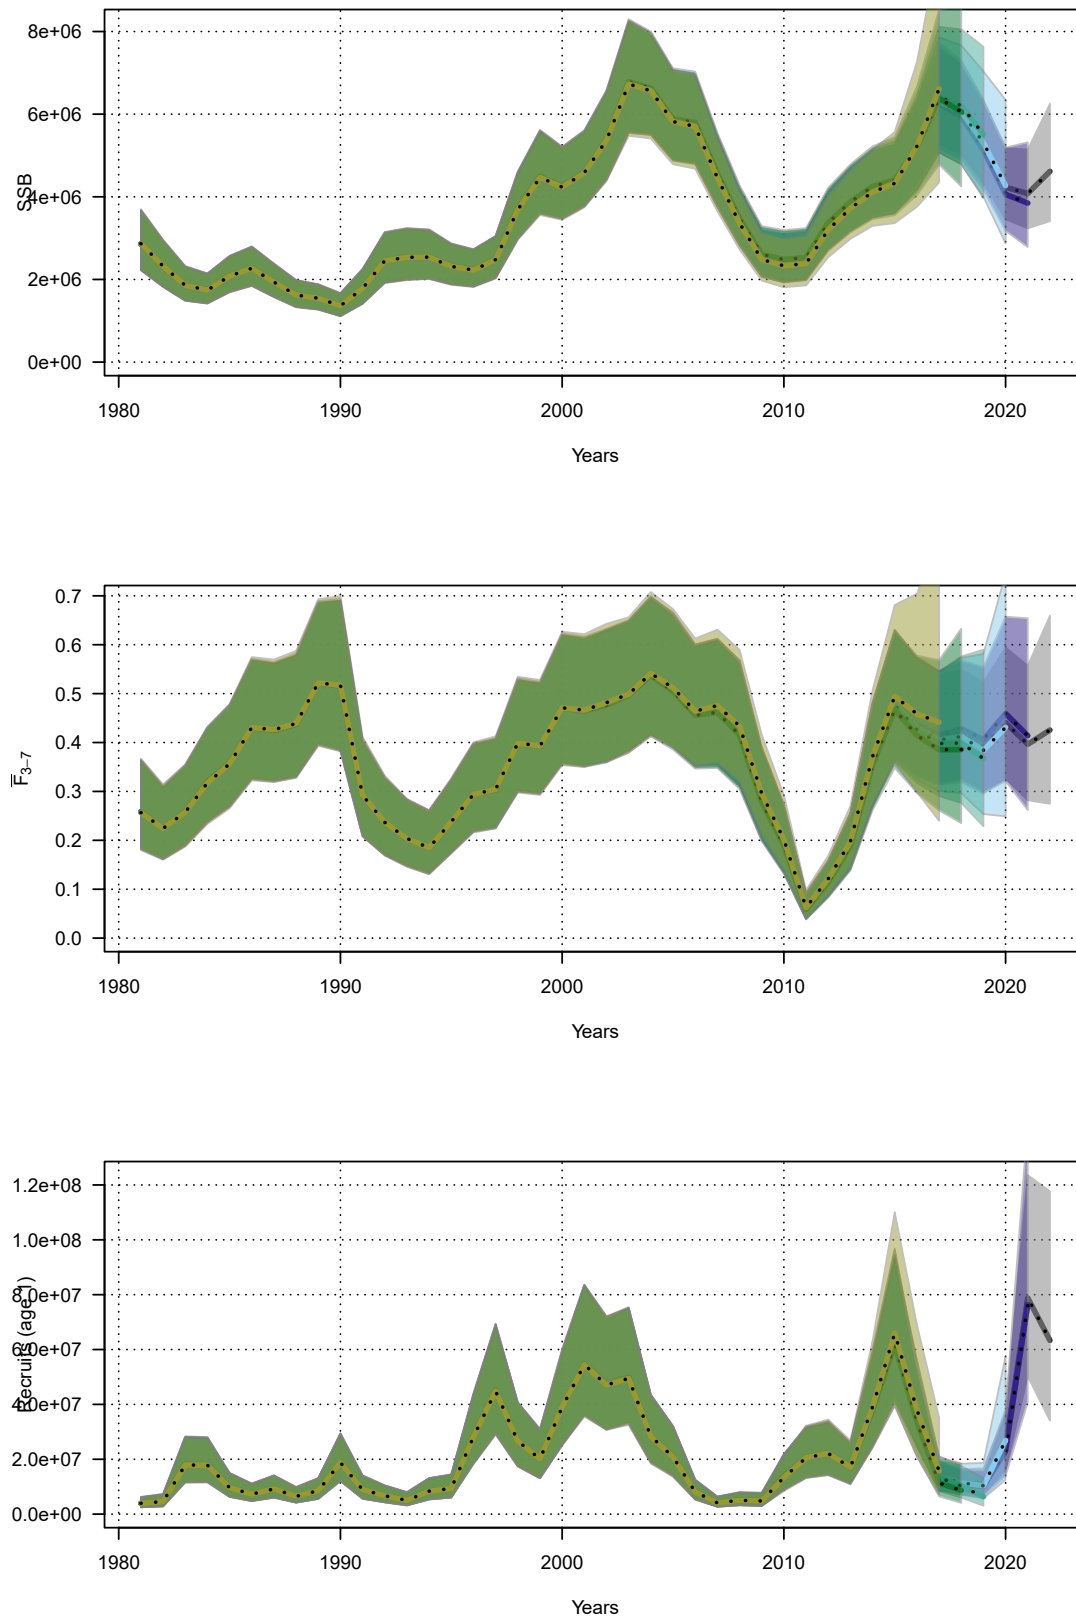 8e+06
6e+06
4e+06
2e+06
0e+00
SSB
1980 1990 2000 2010 2020
Years
0.7
0.6
0.5
0.4
0.3
0.2
0.1
0.0
F̅3–7
1980 1990 2000 2010 2020
Years
1.2e+08
1.0e+08
8.0e+07
6.0e+07
4.0e+07
2.0e+07
0.0e+00
Recruits (age 1)
1980 1990 2000 2010 2020
Years